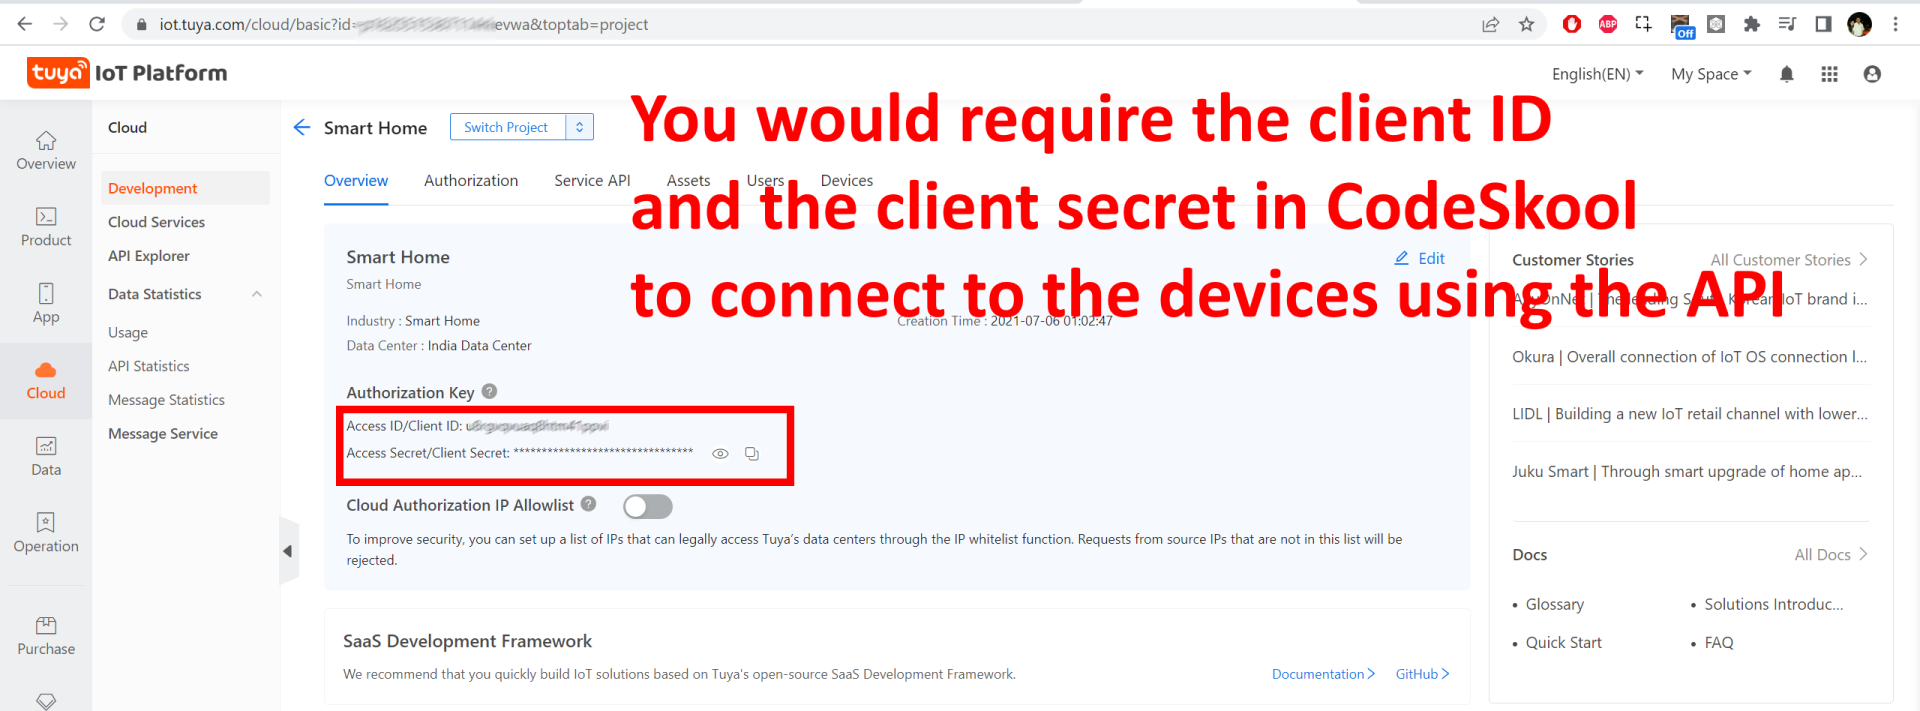 iot.tuya.com/cloud/basic?id= evwa&toptab=project
ABP
Off
tuya IoT Platform
English(EN)
My Space
You would require the client ID
and the client secret in CodeSkool
to connect to the devices using the API
Overview
Product
App
Cloud
Data
Operation
Purchase
Cloud
Development
Cloud Services
API Explorer
Data Statistics
Usage
API Statistics
Message Statistics
Message Service
Smart Home
Switch Project
Overview Authorization Service API Assets Users Devices
Smart Home
Edit
Smart Home
Industry : Smart Home
Creation Time : 2021-07-06 01:02:47
Data Center : India Data Center
Authorization Key ?
Access ID/Client ID:
Access Secret/Client Secret: ********************************
Cloud Authorization IP Allowlist ?
To improve security, you can set up a list of IPs that can legally access Tuya's data centers through the IP whitelist function. Requests from source IPs that are not in this list will be
rejected.
SaaS Development Framework
We recommend that you quickly build IoT solutions based on Tuya's open-source SaaS Development Framework.
Documentation GitHub
Customer Stories
All Customer Stories
IoT brand i...
Okura | Overall connection of IoT OS connection l...
LIDL | Building a new IoT retail channel with lower...
Juku Smart | Through smart upgrade of home ap...
Docs
All Docs
• Glossary
• Solutions Introduc...
• Quick Start
• FAQ